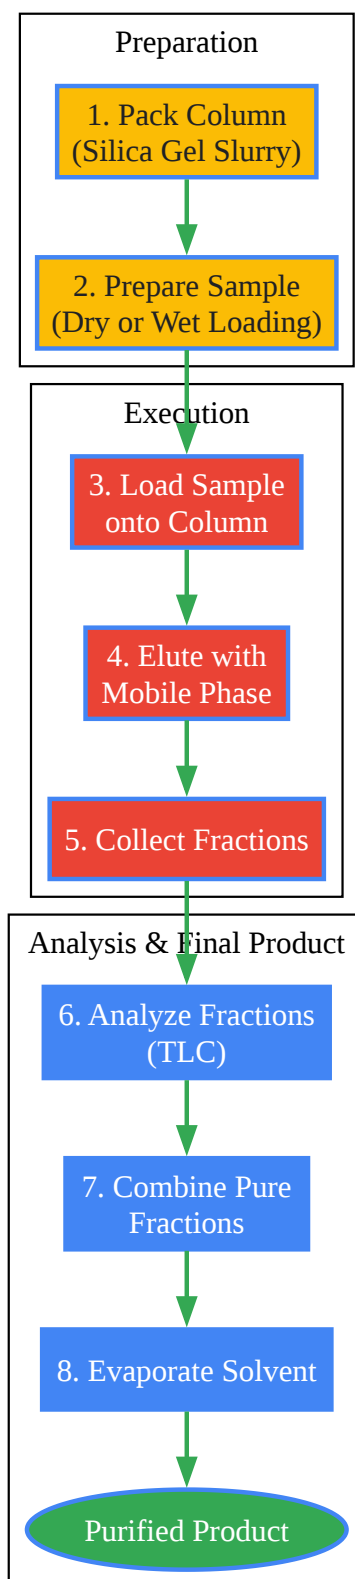 Preparation
1. Pack Column
(Silica Gel Slurry)
2. Prepare Sample
(Dry or Wet Loading)
Execution
3. Load Sample
onto Column
4. Elute with
Mobile Phase
5. Collect Fractions
Analysis & Final Product
6. Analyze Fractions
(TLC)
7. Combine Pure
Fractions
8. Evaporate Solvent
Purified Product